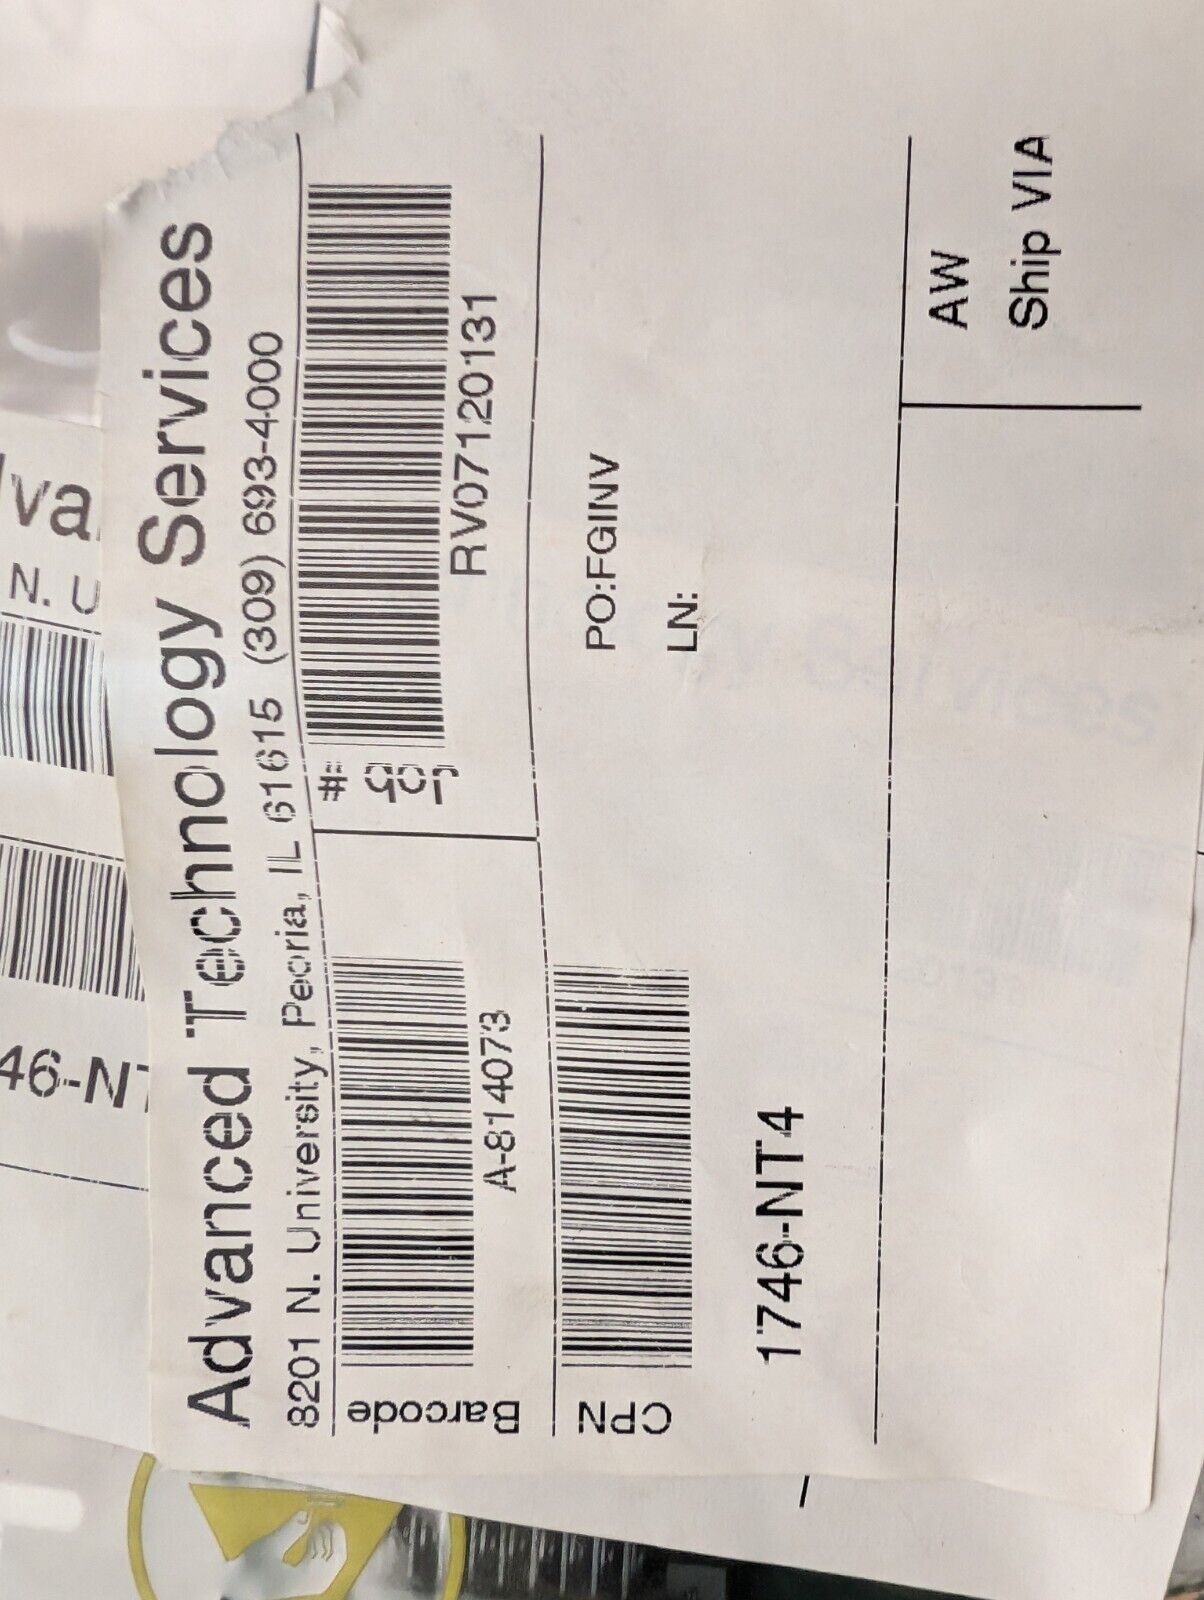 Advanced Technology Services
8201 N. University, Peoria, IL 61615 (309) 693-4000
Barcode
A-814073
Job
#:
RV07120131
CPN
1746-NT4
PO:FGINV
LN:
AW
Ship VIA
va
N. U
46-N